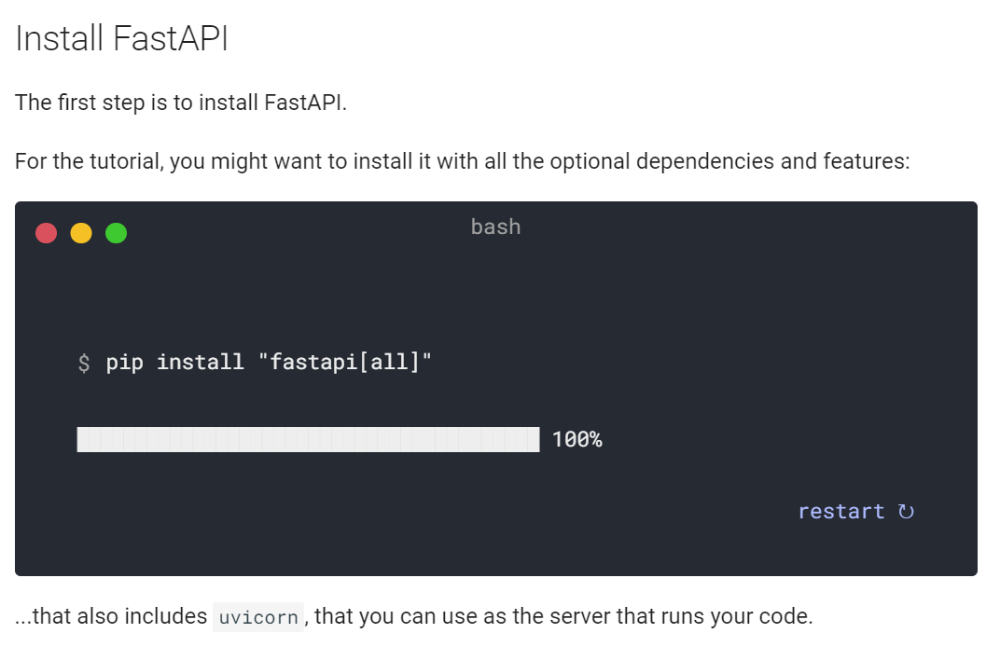 Install FastAPI
The first step is to install FastAPI.
For the tutorial, you might want to install it with all the optional dependencies and features:
bash
$ pip install "fastapi[all]"
100%
restart ↻
...that also includes uvicorn, that you can use as the server that runs your code.